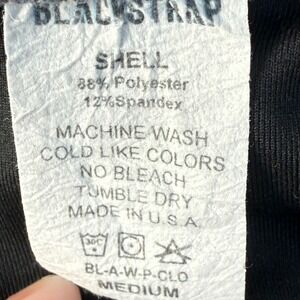 BLACKSTRAP
SHELL
88% Polyester
12%Spandex
MACHINE WASH
COLD LIKE COLORS
NO BLEACH
TUMBLE DRY
MADE IN U.S.A.
30C
BL-A-W-P-CLO
MEDIUM